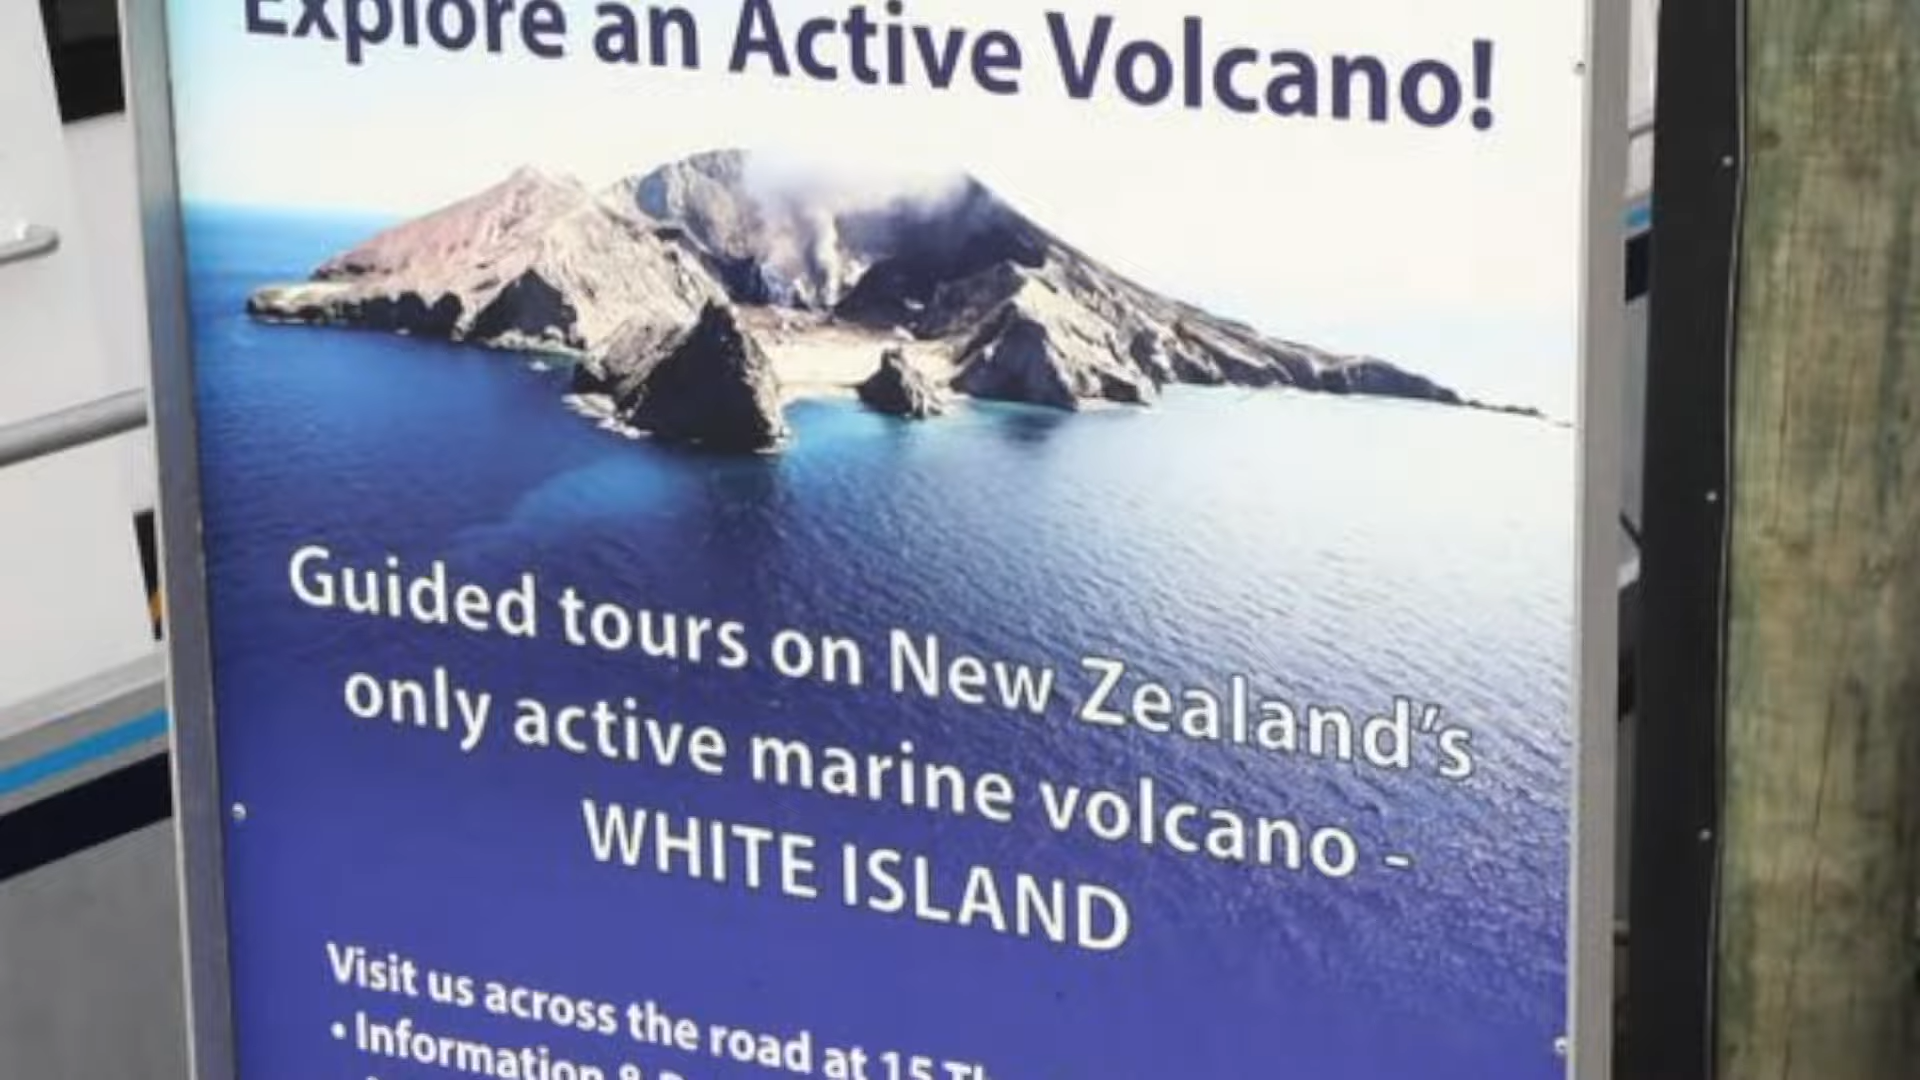 Explore an Active Volcano!
Guided tours on New Zealand's
only active marine volcano -
WHITE ISLAND
Visit us across the road at 15
• Information &